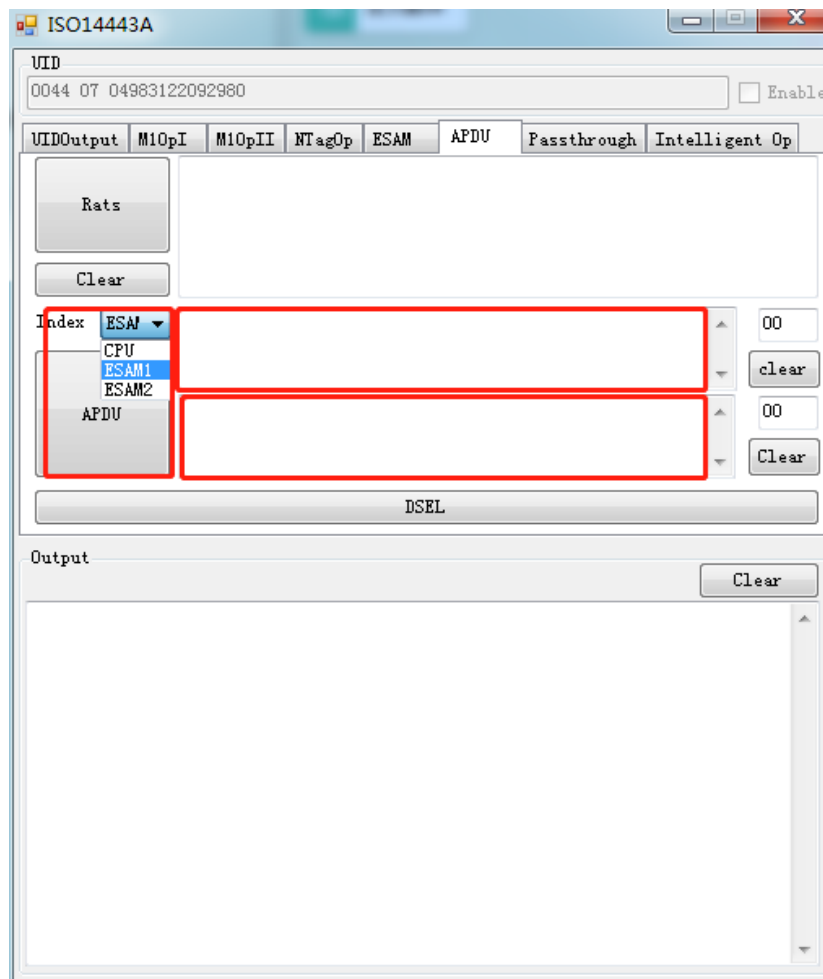 ISO14443A
UID
0044 07 04983122092980
Enable
UIDOutput M1OpI M1OpII NTagOp ESAM APDU Passthrough Intelligent Op
Rats
Clear
Index ESAM 00
CPU
ESAM1 clear
ESAM2
APDU 00
Clear
DSEL
Output
Clear